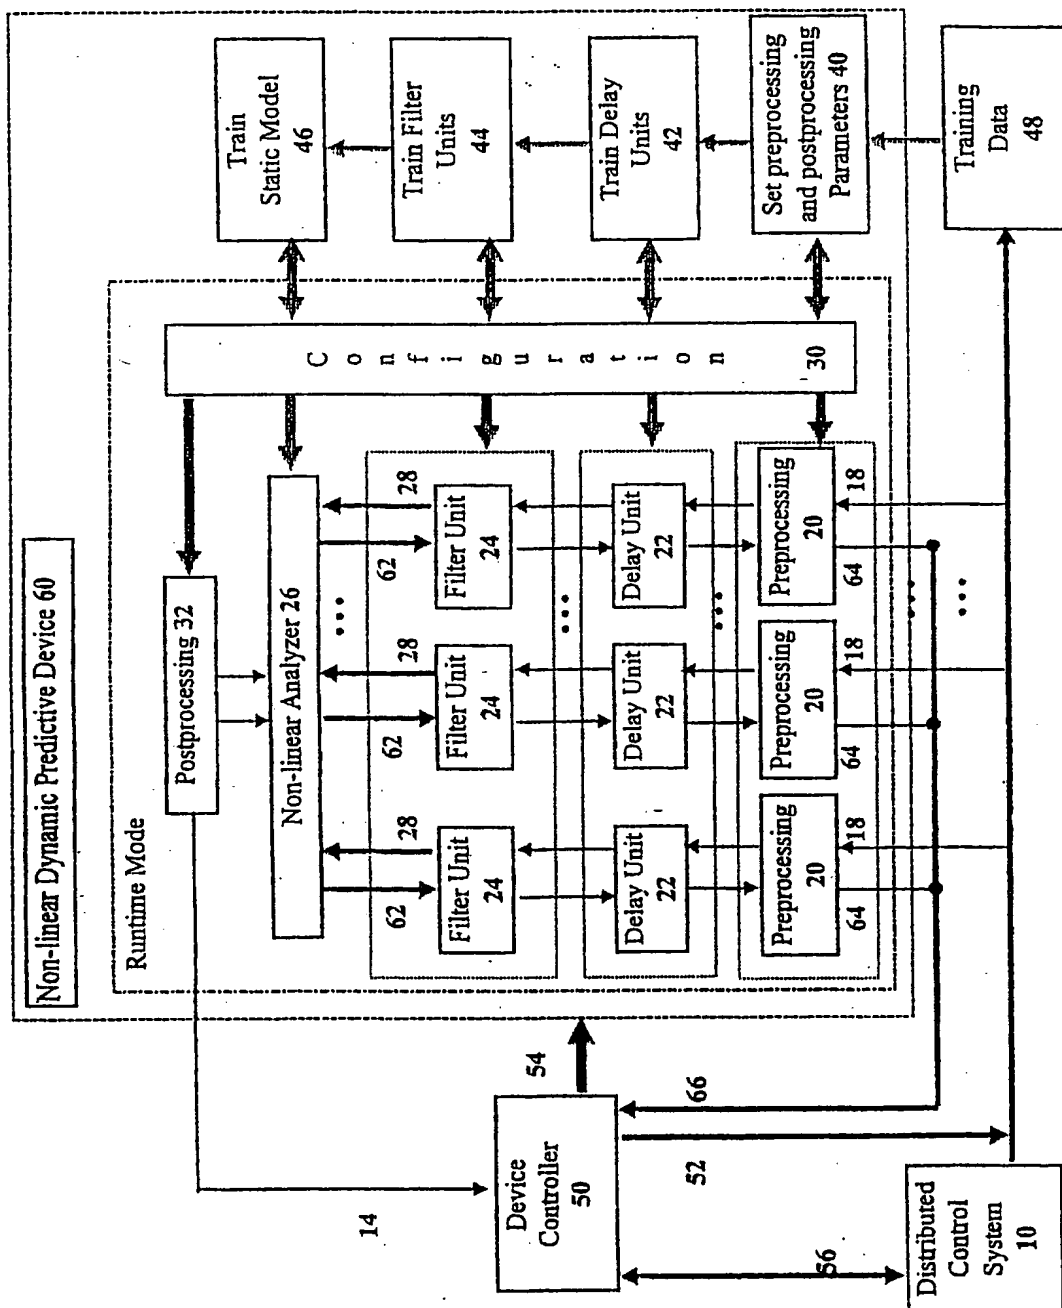 Non-linear Dynamic Predictive Device 60
Runtime Mode
Postprocessing 32
Non-linear Analyzer 26
Configuration
30
Train
Static Model
46
Train Filter
Units
44
Train Delay
Units
42
Set preprocessing
and postprocessing
Parameters 40
Training
Data
48
62
28
62
28
62
28
...
Filter Unit
24
Filter Unit
24
Filter Unit
24
...
Delay Unit
22
Delay Unit
22
Delay Unit
22
...
Preprocessing
20
Preprocessing
20
Preprocessing
20
64
18
64
18
64
18
...
...
14
54
Device
Controller
50
66
52
56
Distributed
Control
System
10